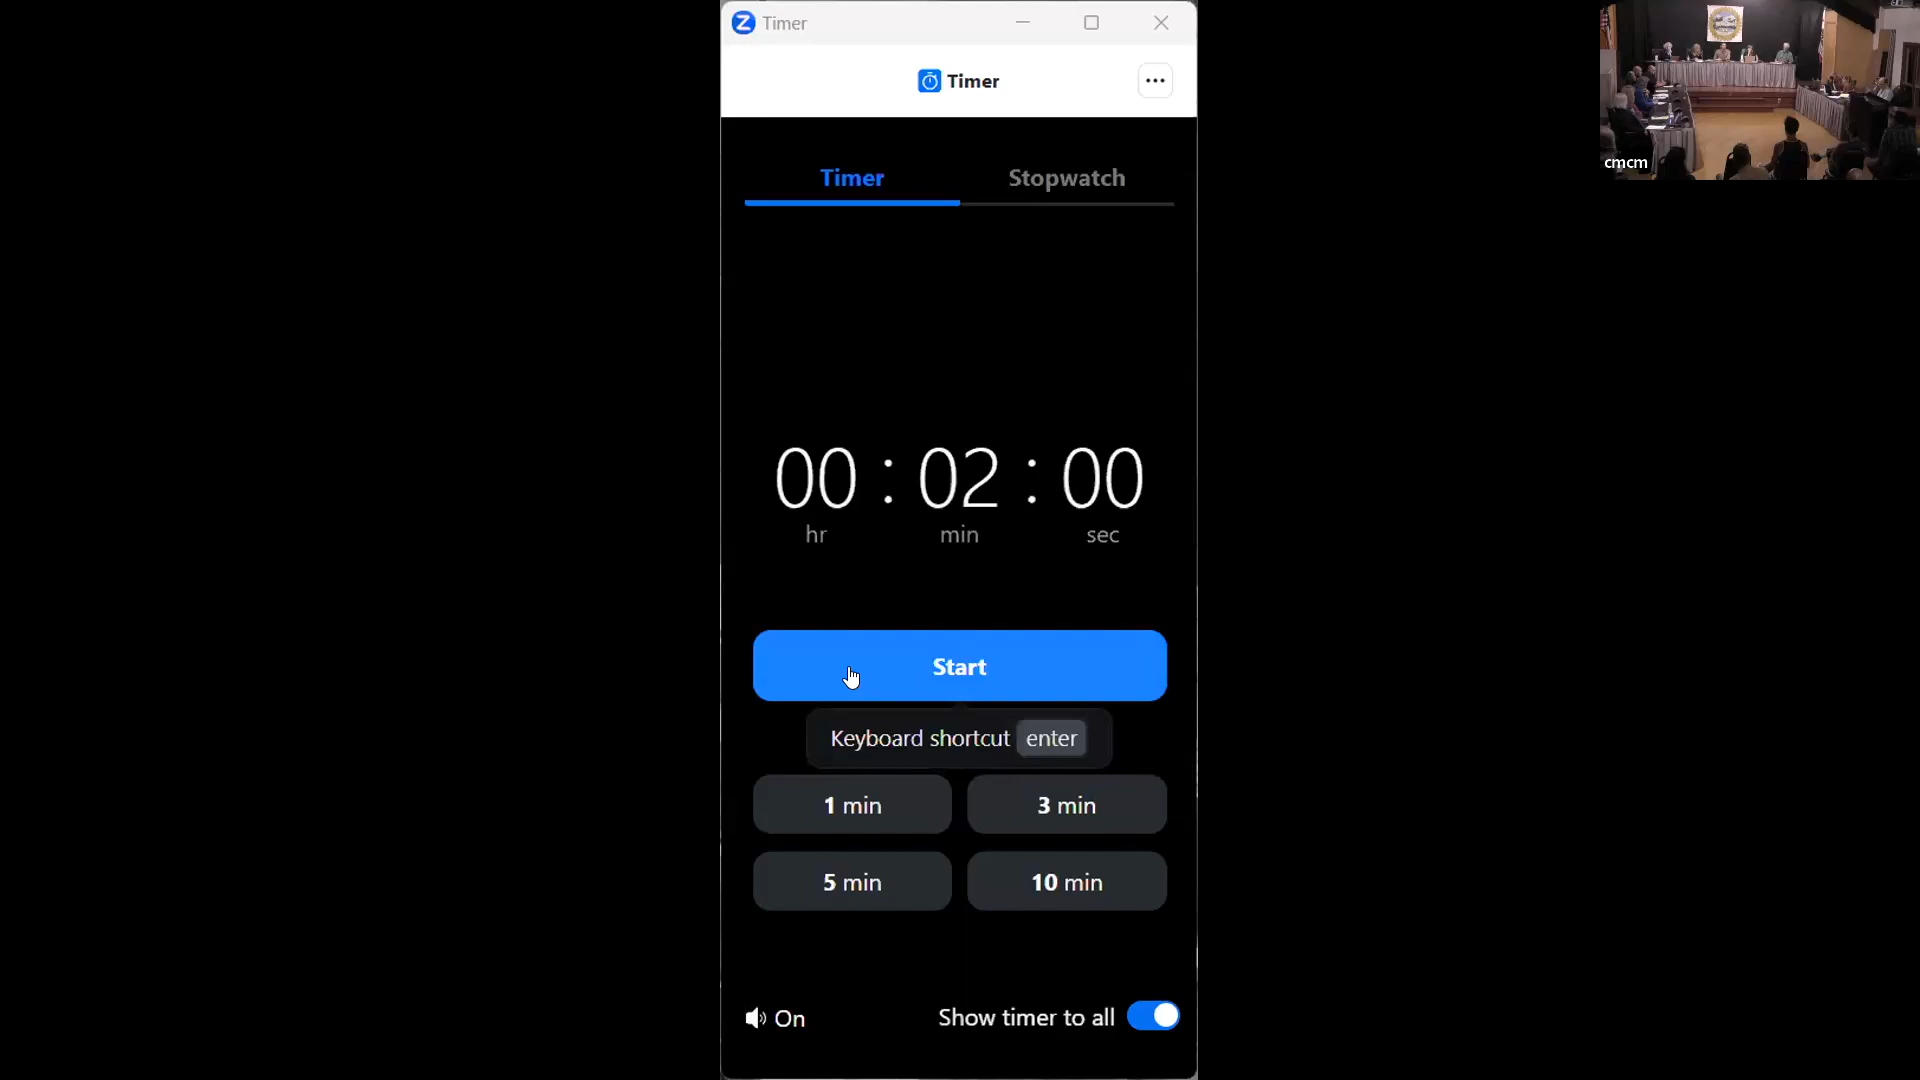 Timer
Timer
Timer
Stopwatch
00 : 02 : 00
hr
min
sec
Start
Keyboard shortcut enter
1 min
3 min
5 min
10 min
On
Show timer to all
cmcm